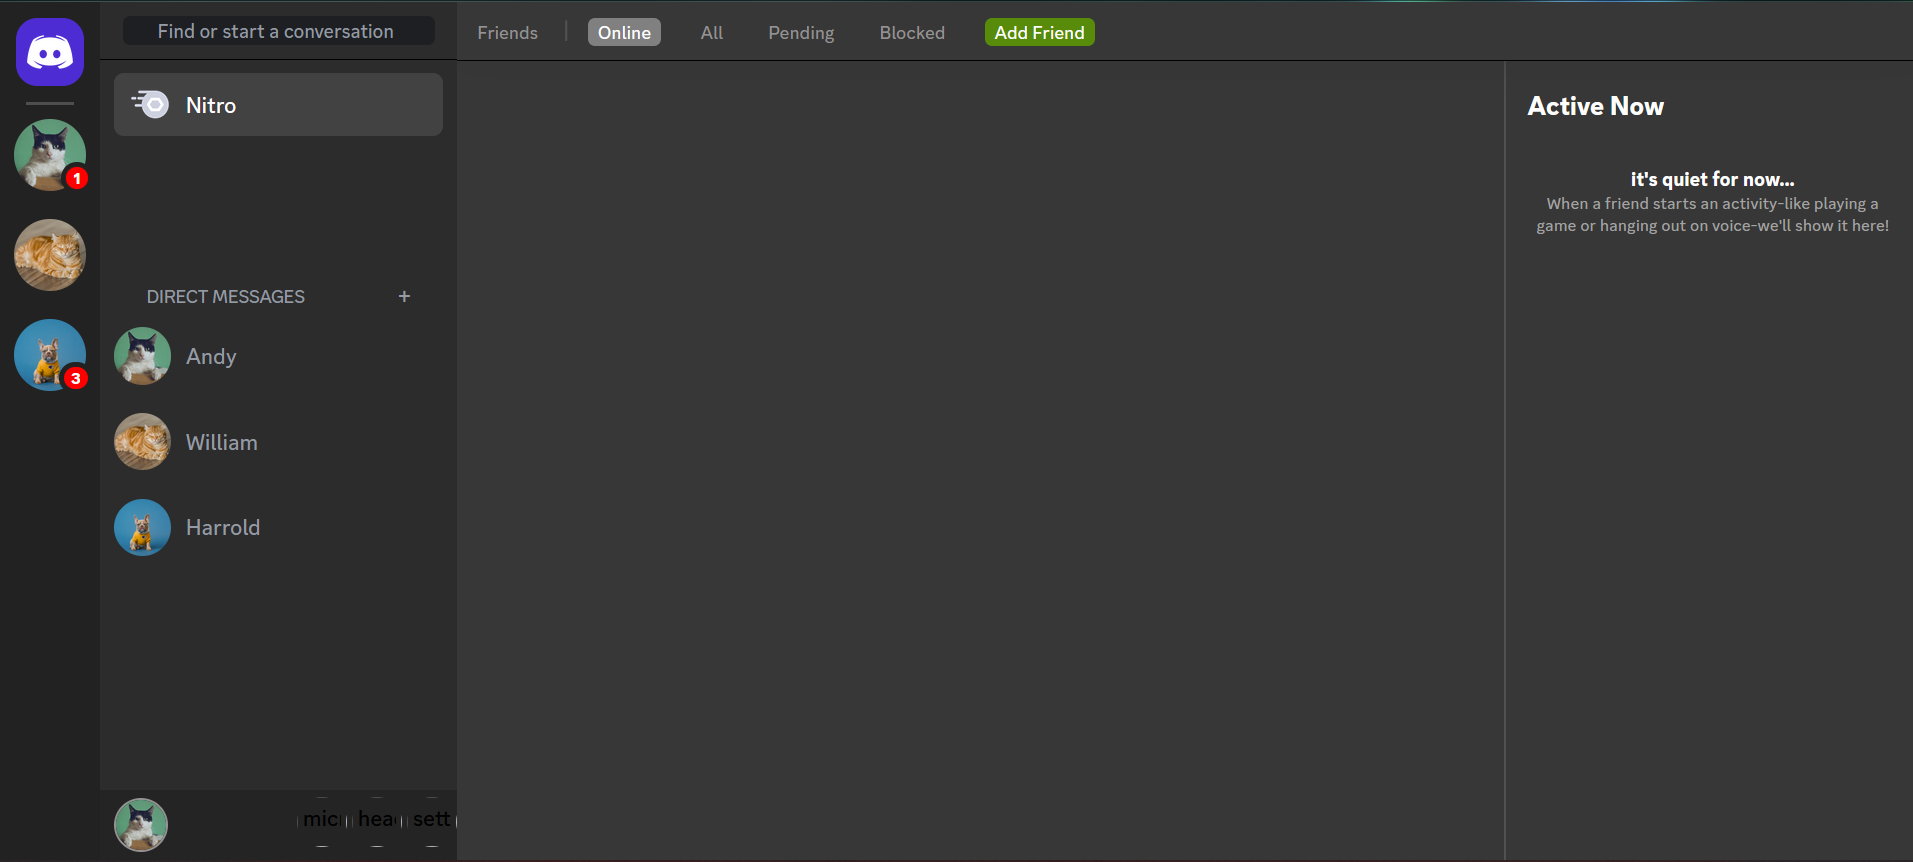 Find or start a conversation
Friends
Online
All
Pending
Blocked
Add Friend
Nitro
1
3
DIRECT MESSAGES +
Andy
William
Harrold
mic
hea
sett
Active Now
it's quiet for now...
When a friend starts an activity-like playing a
game or hanging out on voice-we'll show it here!